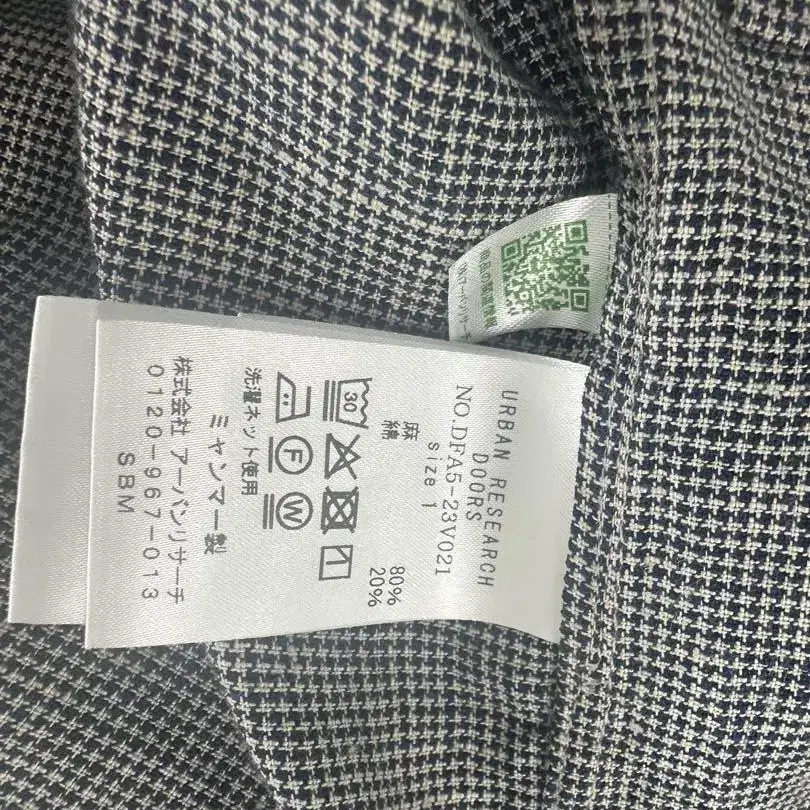 URBAN RESEARCH
DOORS
NO.DFA5-23V021
size 1
麻 80%
綿 20%
30
F W
洗濯ネット使用
ミャンマー製
株式会社 アーバンリサーチ
0120-967-013
SBM